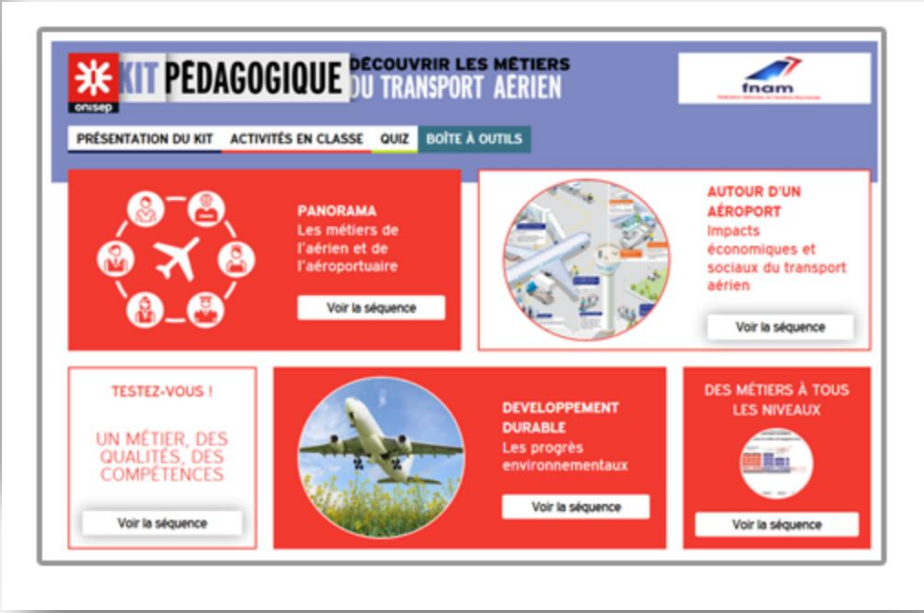 onisep
KIT PÉDAGOGIQUE
DÉCOUVRIR LES MÉTIERS
DU TRANSPORT AÉRIEN
fnam
PRÉSENTATION DU KIT ACTIVITÉS EN CLASSE QUIZ BOÎTE À OUTILS
PANORAMA
Les métiers de
l'aérien et de
l'aéroportuaire
Voir la séquence
AUTOUR D'UN
AÉROPORT
Impacts
économiques et
sociaux du transport
aérien
Voir la séquence
TESTEZ-VOUS !
UN MÉTIER, DES
QUALITÉS, DES
COMPÉTENCES
Voir la séquence
DEVELOPPEMENT
DURABLE
Les progrès
environnementaux
Voir la séquence
DES MÉTIERS À TOUS
LES NIVEAUX
Voir la séquence